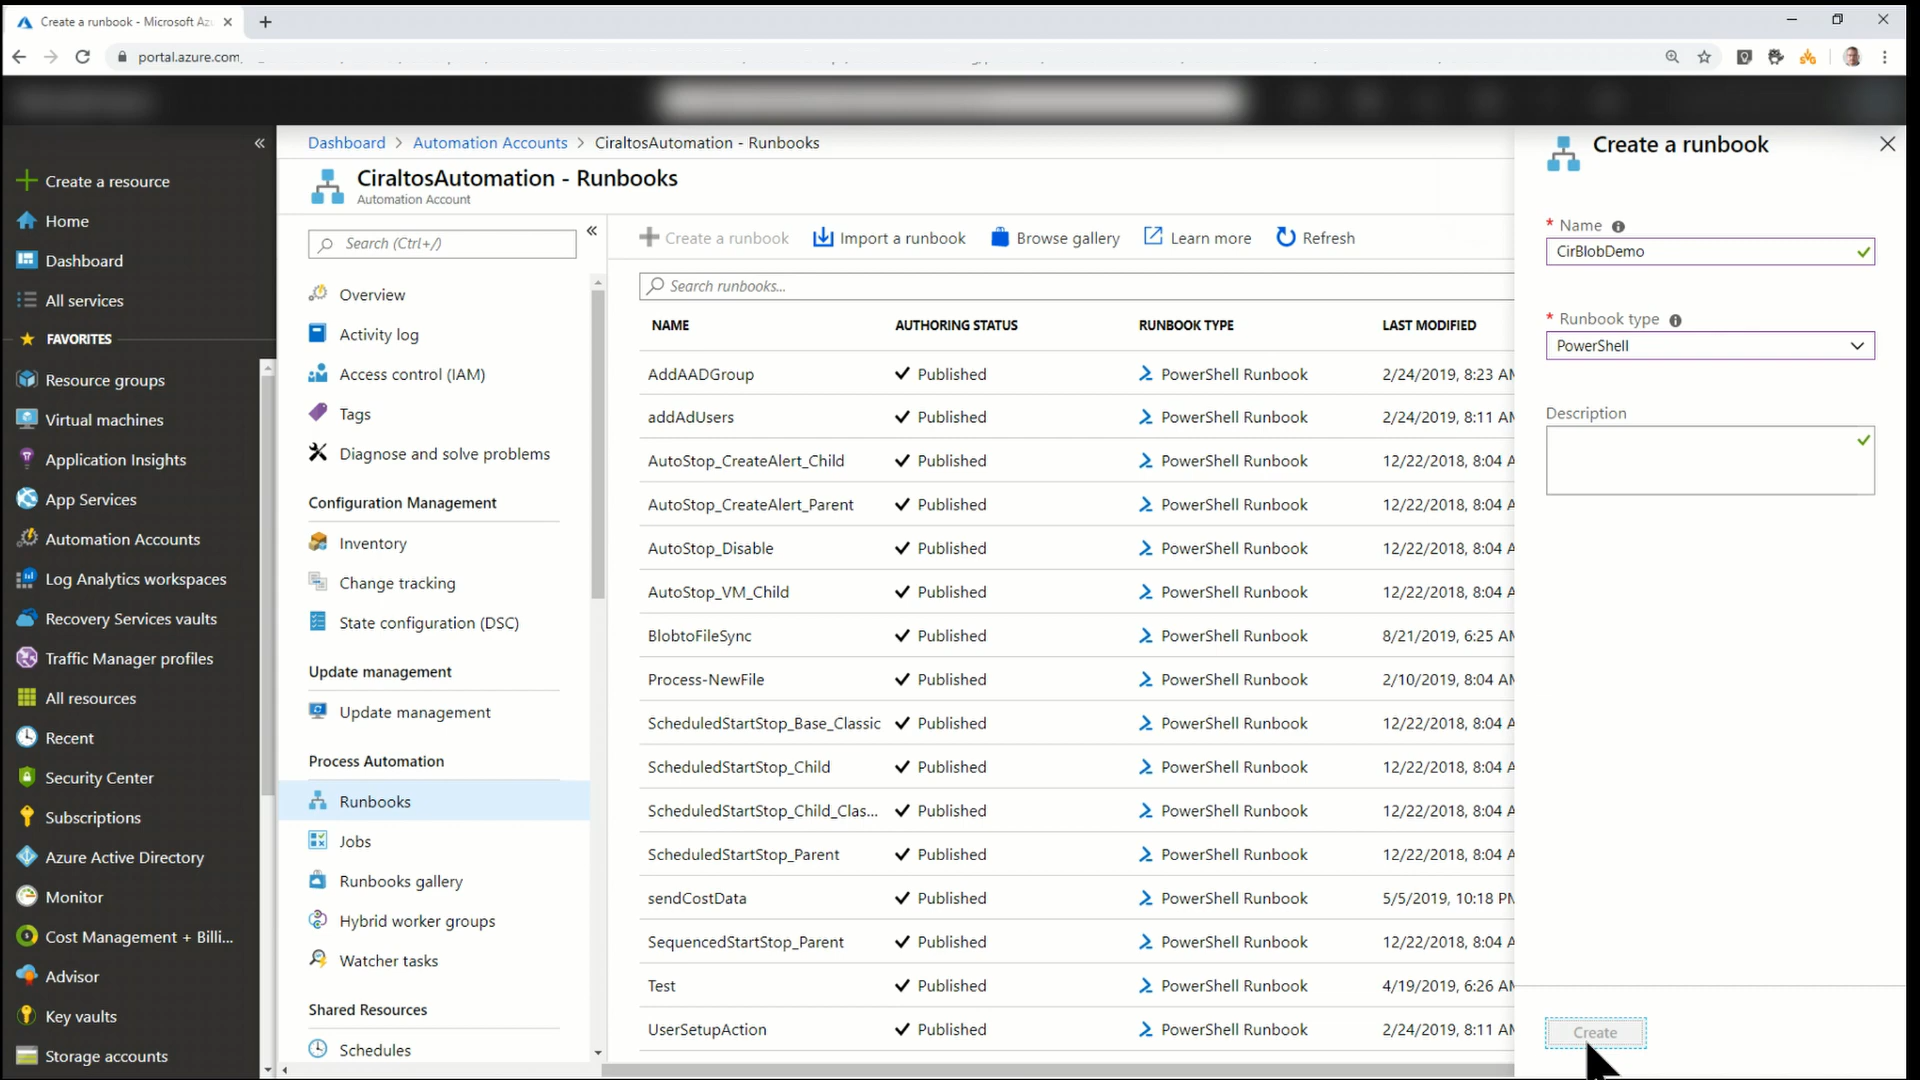 Create a runbook - Microsoft Az
portal.azure.com
Create a resource
Home
Dashboard
All services
FAVORITES
Resource groups
Virtual machines
Application Insights
App Services
Automation Accounts
Log Analytics workspaces
Recovery Services vaults
Traffic Manager profiles
All resources
Recent
Security Center
Subscriptions
Azure Active Directory
Monitor
Cost Management + Billi...
Advisor
Key vaults
Storage accounts
Dashboard > Automation Accounts > CiraltosAutomation - Runbooks
CiraltosAutomation - Runbooks
Automation Account
Search (Ctrl+/)
Overview
Activity log
Access control (IAM)
Tags
Diagnose and solve problems
Configuration Management
Inventory
Change tracking
State configuration (DSC)
Update management
Update management
Process Automation
Runbooks
Jobs
Runbooks gallery
Hybrid worker groups
Watcher tasks
Shared Resources
Schedules
Create a runbook Import a runbook Browse gallery Learn more Refresh
Search runbooks...
NAME AUTHORING STATUS RUNBOOK TYPE LAST MODIFIED
AddAADGroup Published PowerShell Runbook 2/24/2019, 8:23 AM
addAdUsers Published PowerShell Runbook 2/24/2019, 8:11 AM
AutoStop_CreateAlert_Child Published PowerShell Runbook 12/22/2018, 8:04 A
AutoStop_CreateAlert_Parent Published PowerShell Runbook 12/22/2018, 8:04 A
AutoStop_Disable Published PowerShell Runbook 12/22/2018, 8:04 A
AutoStop_VM_Child Published PowerShell Runbook 12/22/2018, 8:04 A
BlobtoFileSync Published PowerShell Runbook 8/21/2019, 6:25 AM
Process-NewFile Published PowerShell Runbook 2/10/2019, 8:04 AM
ScheduledStartStop_Base_Classic Published PowerShell Runbook 12/22/2018, 8:04 A
ScheduledStartStop_Child Published PowerShell Runbook 12/22/2018, 8:04 A
ScheduledStartStop_Child_Clas... Published PowerShell Runbook 12/22/2018, 8:04 A
ScheduledStartStop_Parent Published PowerShell Runbook 12/22/2018, 8:04 A
sendCostData Published PowerShell Runbook 5/5/2019, 10:18 PM
SequencedStartStop_Parent Published PowerShell Runbook 12/22/2018, 8:04 A
Test Published PowerShell Runbook 4/19/2019, 6:26 AM
UserSetupAction Published PowerShell Runbook 2/24/2019, 8:11 AM
Create a runbook
* Name
CirBlobDemo
* Runbook type
PowerShell
Description
Create